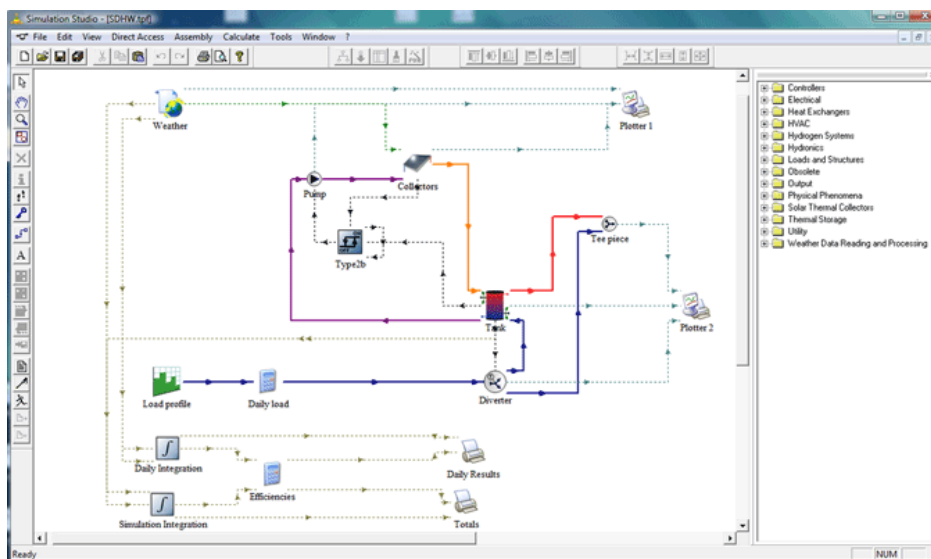 Simulation Studio - [SDHW.tpf]
File Edit View Direct Access Assembly Calculate Tools Window ?
Weather
Plotter 1
Pump
Collectors
Type2b
Tee piece
Tank
Plotter 2
Load profile
Daily load
Diverter
Daily Integration
Efficiencies
Daily Results
Simulation Integration
Totals
Controllers
Electrical
Heat Exchangers
HVAC
Hydrogen Systems
Hydronics
Loads and Structures
Obsolete
Output
Physical Phenomena
Solar Thermal Collectors
Thermal Storage
Utility
Weather Data Reading and Processing
Ready
NUM